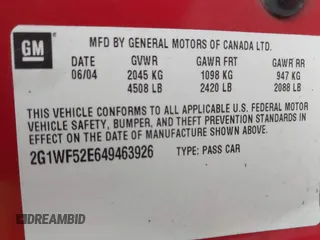 GM
MFD BY GENERAL MOTORS OF CANADA LTD.
DATE GVWR GAWR FRT GAWR RR
06/04 2045 KG 1098 KG 947 KG
4508 LB 2420 LB 2088 LB
THIS VEHICLE CONFORMS TO ALL APPLICABLE U.S. FEDERAL MOTOR
VEHICLE SAFETY, BUMPER, AND THEFT PREVENTION STANDARDS IN
EFFECT ON THE DATE OF MANUFACTURE SHOWN ABOVE.
2G1WF52E649463926 TYPE: PASS CAR
DREAMBID